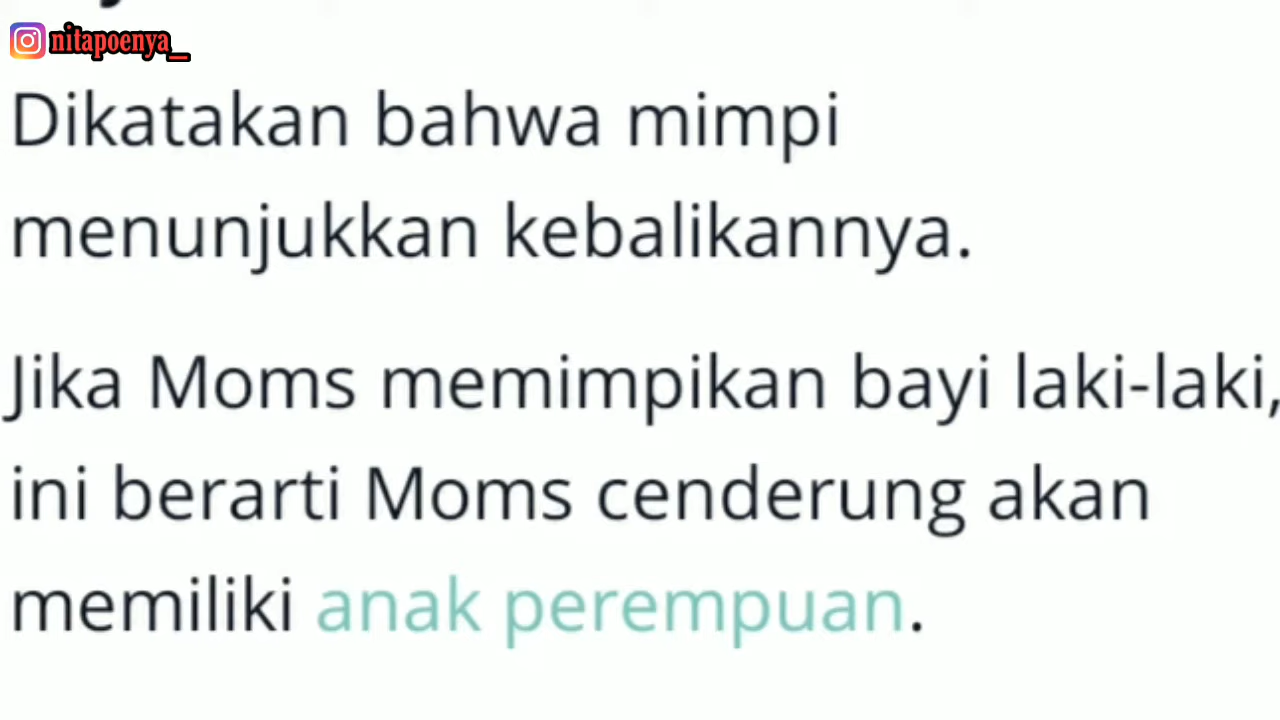 nitapoenya_
Dikatakan bahwa mimpi
menunjukkan kebalikannya.
Jika Moms memimpikan bayi laki-laki,
ini berarti Moms cenderung akan
memiliki anak perempuan.